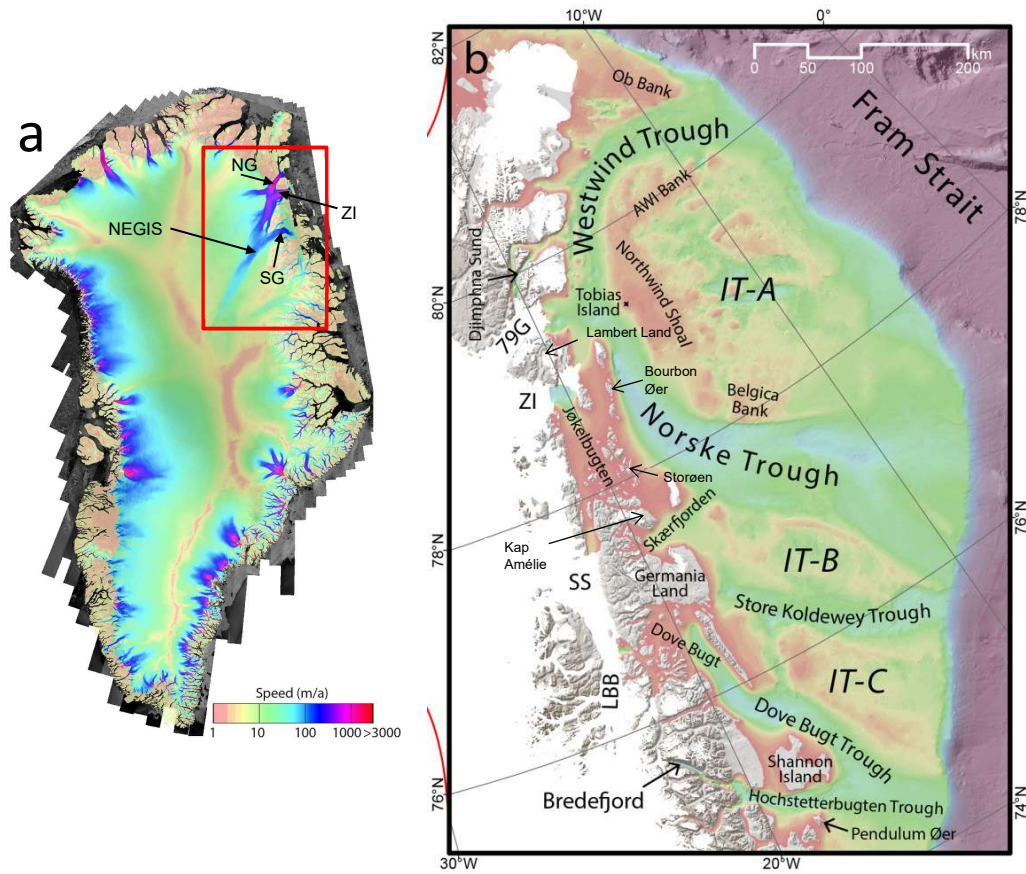 a
NG
ZI
NEGIS
SG
Speed (m/a)
1 10 100 1000 >3000
b
10°W
0°
82°N
80°N
78°N
76°N
30°W
20°W
78°N
76°N
74°N
0 50 100 200
km
Ob Bank
Westwind Trough
Fram Strait
AWI Bank
Djimphna Sund
Northwind Shoal
IT-A
Tobias
Island
79G
Lambert Land
Bourbon
Øer
Belgica
Bank
ZI
Jøkelbugten
Norske Trough
Storøen
Skærfjorden
Kap
Amélie
IT-B
SS
Germania
Land
Store Koldewey Trough
Dove Bugt
IT-C
LBB
Dove Bugt Trough
Shannon
Island
Bredefjord
Hochstetterbugten Trough
Pendulum Øer